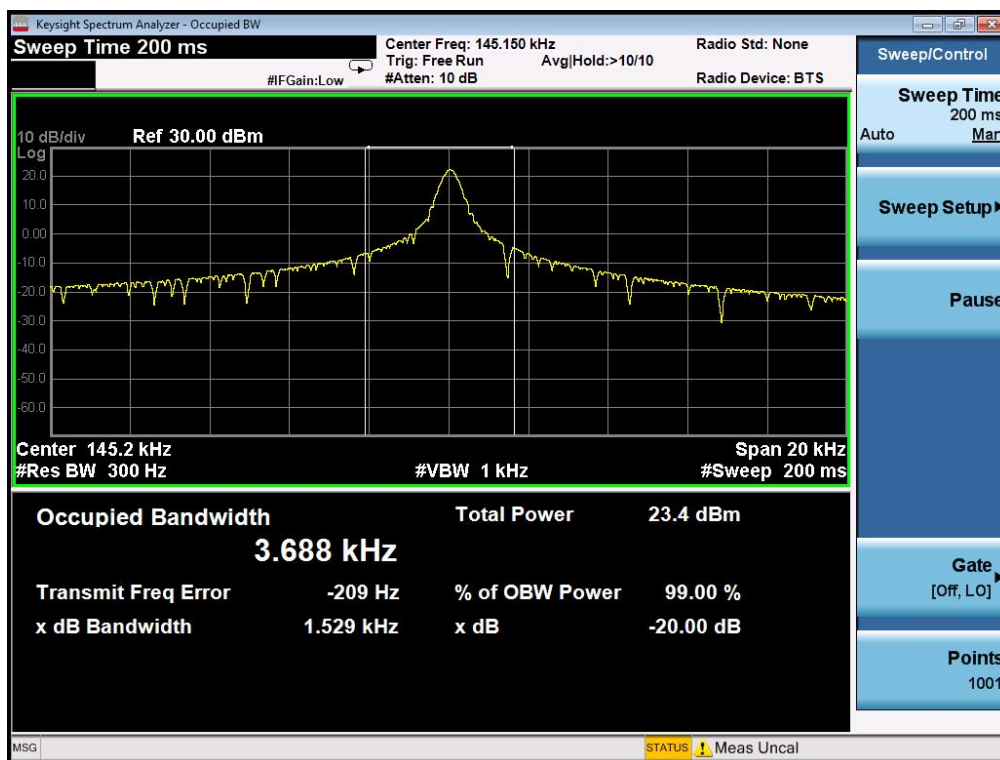 Keysight Spectrum Analyzer - Occupied BW
Sweep Time 200 ms
#IFGain:Low
Center Freq: 145.150 kHz
Trig: Free Run Avg|Hold:>10/10
#Atten: 10 dB
Radio Std: None
Radio Device: BTS
10 dB/div Ref 30.00 dBm
Log
20.0
10.0
0.00
-10.0
-20.0
-30.0
-40.0
-50.0
-60.0
Center 145.2 kHz Span 20 kHz
#Res BW 300 Hz #VBW 1 kHz #Sweep 200 ms
Occupied Bandwidth Total Power 23.4 dBm
3.688 kHz
Transmit Freq Error -209 Hz % of OBW Power 99.00 %
x dB Bandwidth 1.529 kHz x dB -20.00 dB
Sweep/Control
Sweep Time
200 ms
Auto Man
Sweep Setup
Pause
Gate
[Off, LO]
Points
1001
MSG STATUS Meas Uncal